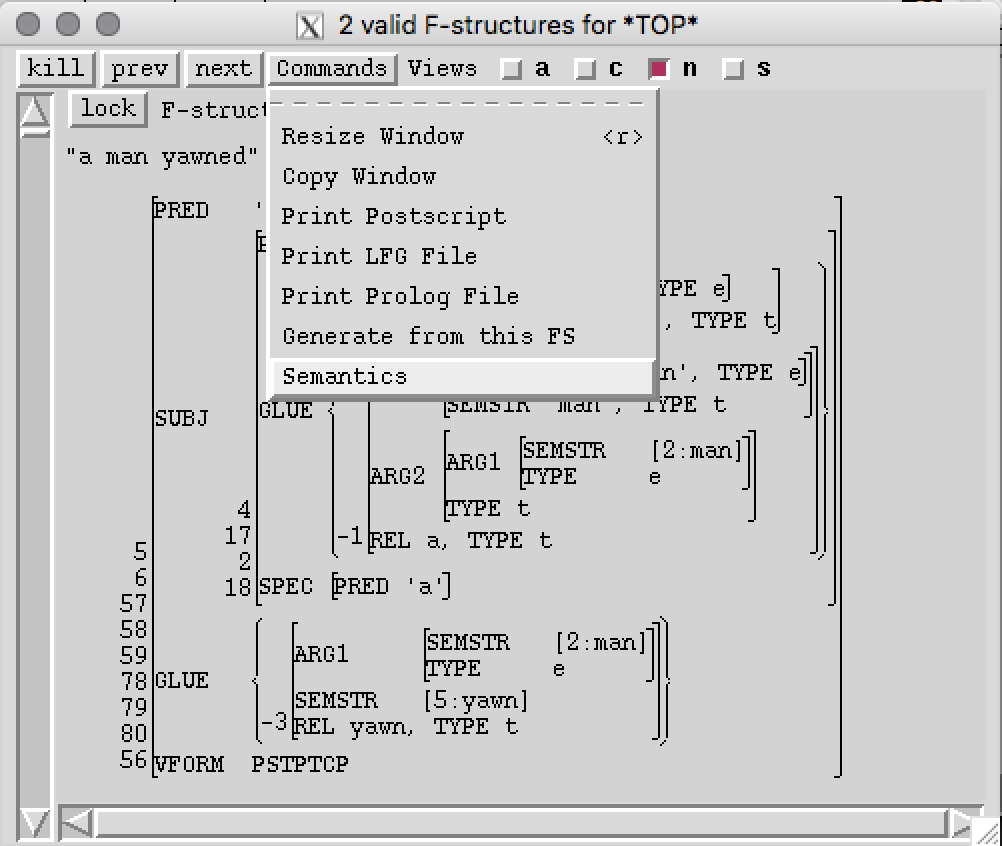 2 valid F-structures for *TOP*
kill prev next Commands Views a c n s
lock F-struct
"a man yawned"
Resize Window <r>
Copy Window
Print Postscript
Print LFG File
Print Prolog File
Generate from this FS
Semantics
PRED '
YPE e]
, TYPE t
n', TYPE e]
SEMSTR 'man', TYPE t
SUBJ GLUE
ARG2 ARG1 SEMSTR [2:man]
TYPE e
TYPE t
-1 REL a, TYPE t
4
17
2
18 SPEC [PRED 'a']
5
6
57
58
59
78
79
80
56
GLUE ARG1 SEMSTR [2:man]
TYPE e
SEMSTR [5:yawn]
-3 REL yawn, TYPE t
VFORM PSTPTCP